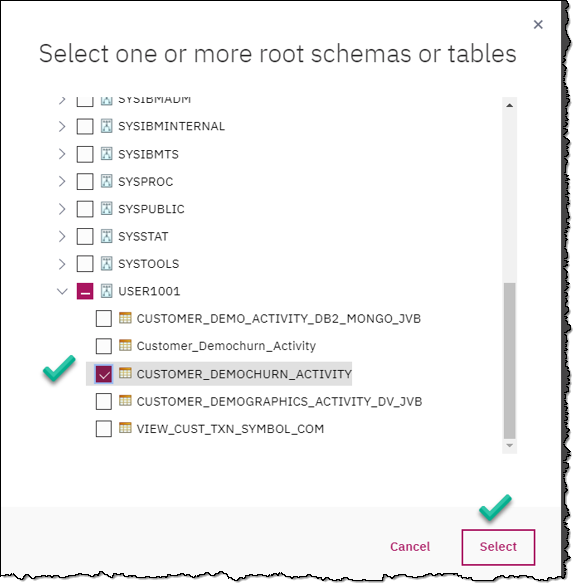 Select one or more root schemas or tables
SYSIBMADM
SYSIBMINTERNAL
SYSIBMTS
SYSPROC
SYSPUBLIC
SYSSTAT
SYSTOOLS
USER1001
CUSTOMER_DEMO_ACTIVITY_DB2_MONGO_JVB
Customer_Demochurn_Activity
CUSTOMER_DEMOCHURN_ACTIVITY
CUSTOMER_DEMOGRAPHICS_ACTIVITY_DV_JVB
VIEW_CUST_TXN_SYMBOL_COM
Cancel Select